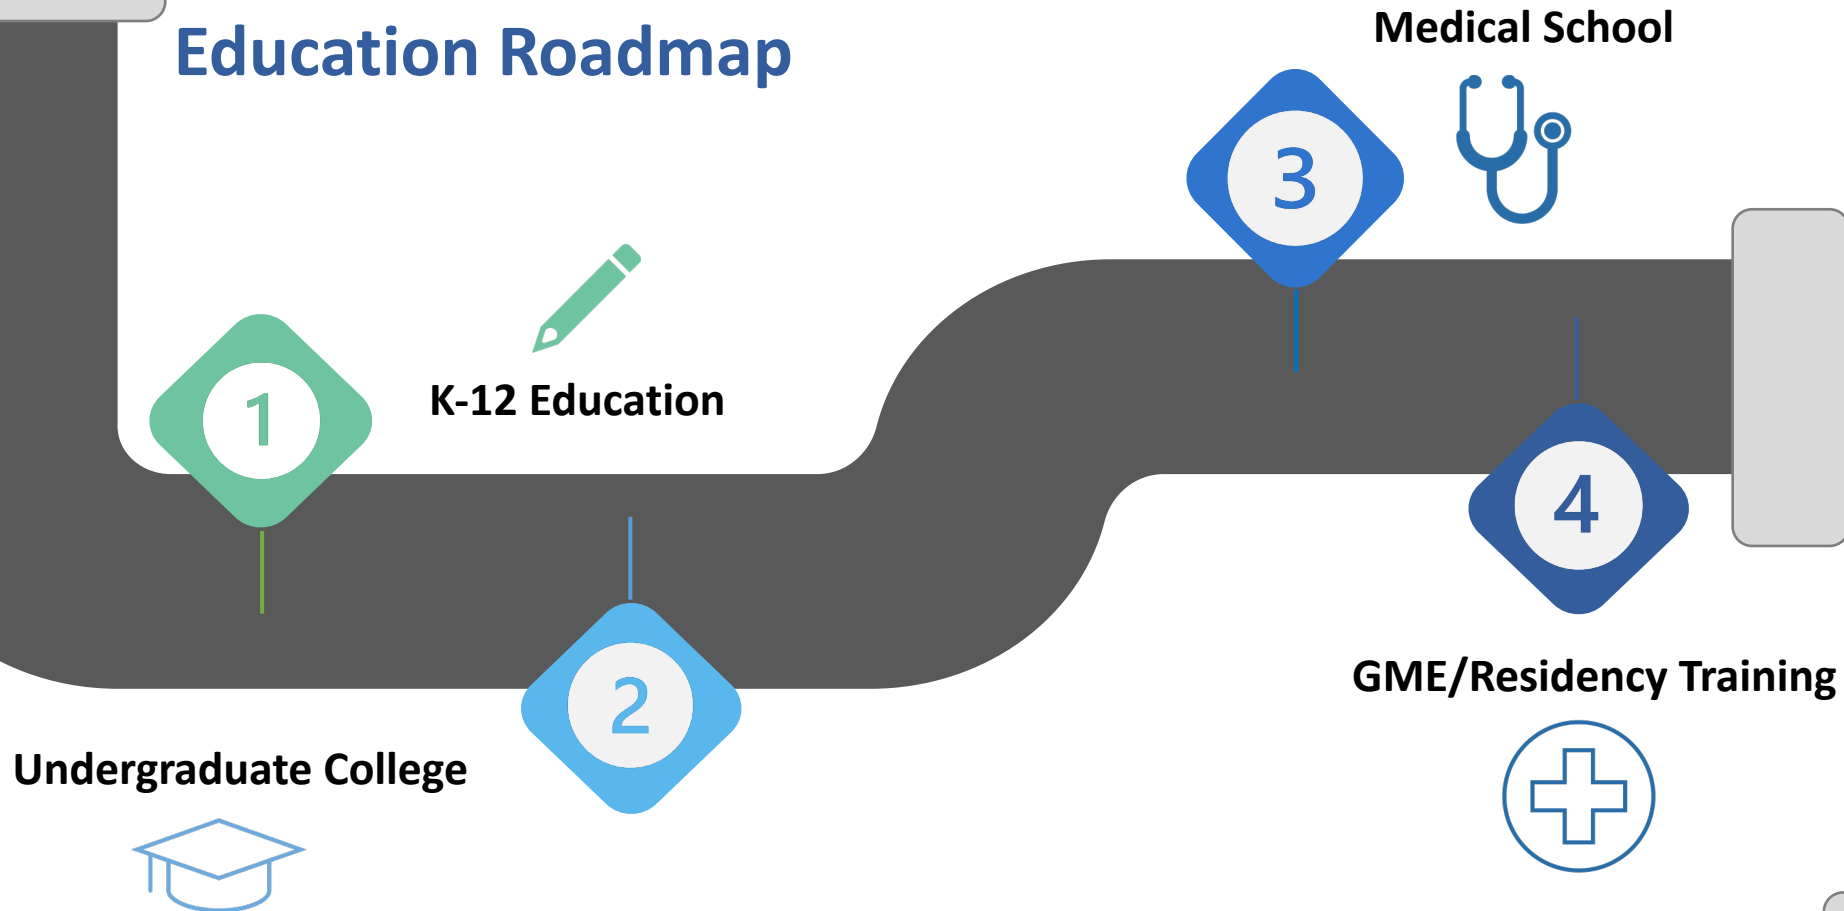 Education Roadmap
1
K-12 Education
2
Undergraduate College
3
Medical School
4
GME/Residency Training